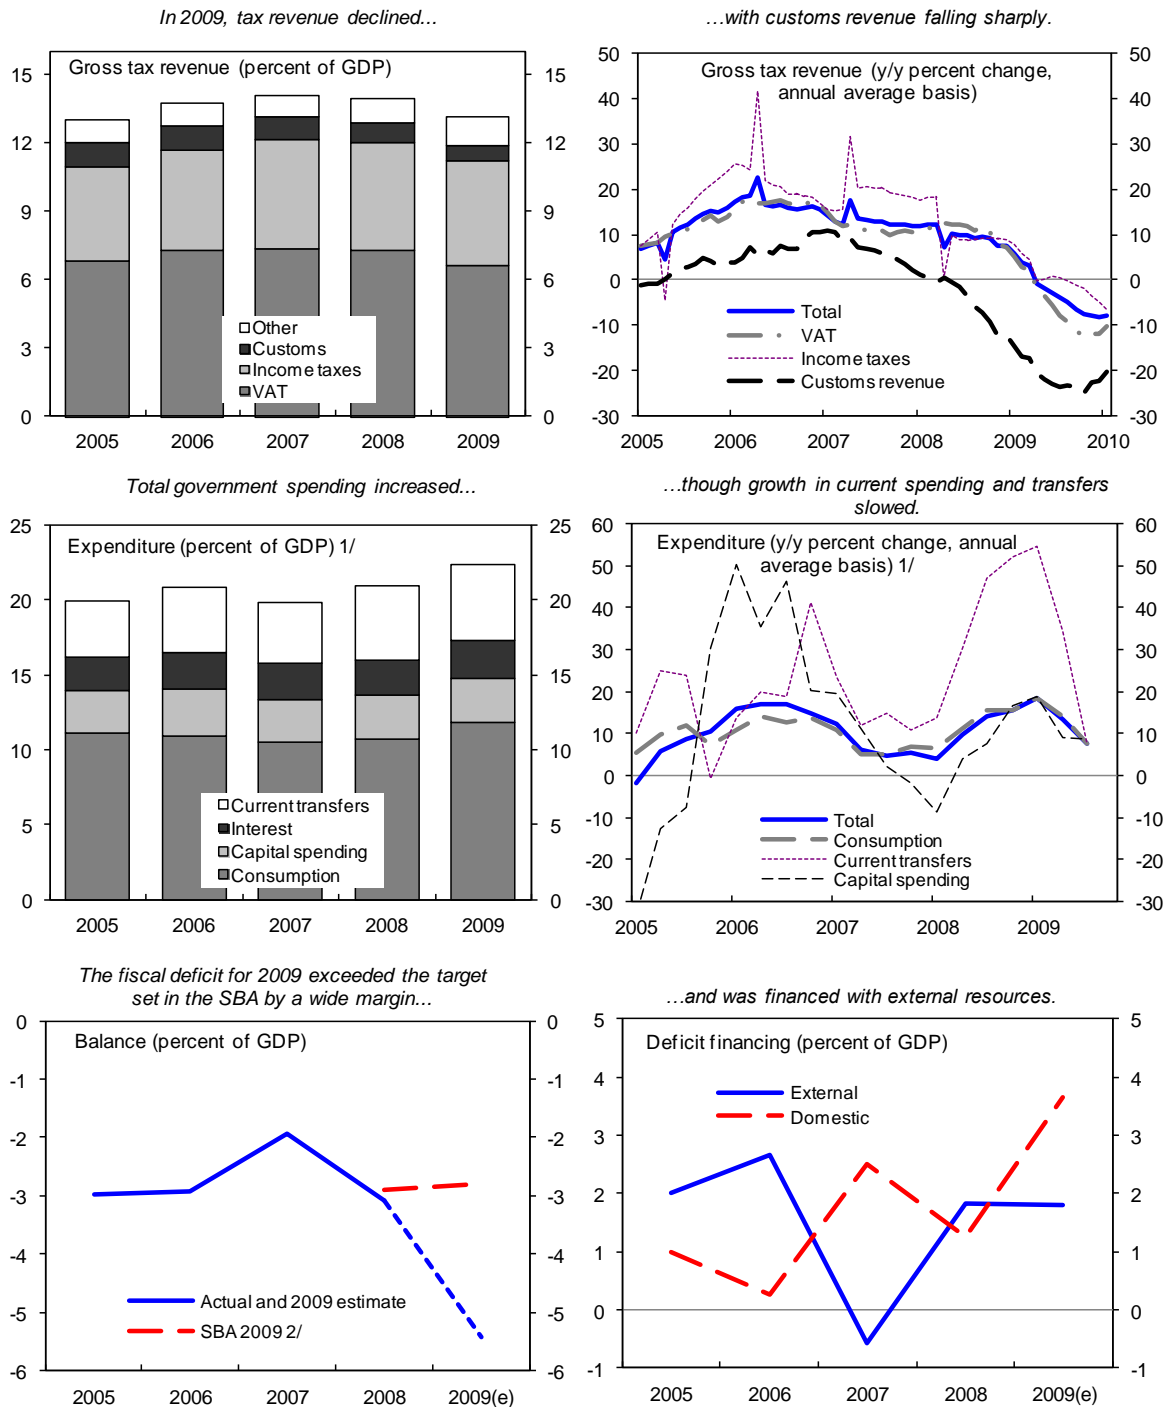 In 2009, tax revenue declined...
Gross tax revenue (percent of GDP)
15
12
9
6
3
0
15
12
9
6
3
0
Other
Customs
Income taxes
VAT
2005 2006 2007 2008 2009
...with customs revenue falling sharply.
Gross tax revenue (y/y percent change,
annual average basis)
50
40
30
20
10
0
-10
-20
-30
50
40
30
20
10
0
-10
-20
-30
Total
VAT
Income taxes
Customs revenue
2005 2006 2007 2008 2009 2010
Total government spending increased...
Expenditure (percent of GDP) 1/
25
20
15
10
5
0
25
20
15
10
5
0
Current transfers
Interest
Capital spending
Consumption
2005 2006 2007 2008 2009
...though growth in current spending and transfers
slowed.
Expenditure (y/y percent change, annual
average basis) 1/
60
50
40
30
20
10
0
-10
-20
-30
60
50
40
30
20
10
0
-10
-20
-30
Total
Consumption
Current transfers
Capital spending
2005 2006 2007 2008 2009
The fiscal deficit for 2009 exceeded the target
set in the SBA by a wide margin...
Balance (percent of GDP)
0
-1
-2
-3
-4
-5
-6
0
-1
-2
-3
-4
-5
-6
Actual and 2009 estimate
SBA 2009 2/
2005 2006 2007 2008 2009(e)
...and was financed with external resources.
Deficit financing (percent of GDP)
5
4
3
2
1
0
-1
5
4
3
2
1
0
-1
External
Domestic
2005 2006 2007 2008 2009(e)